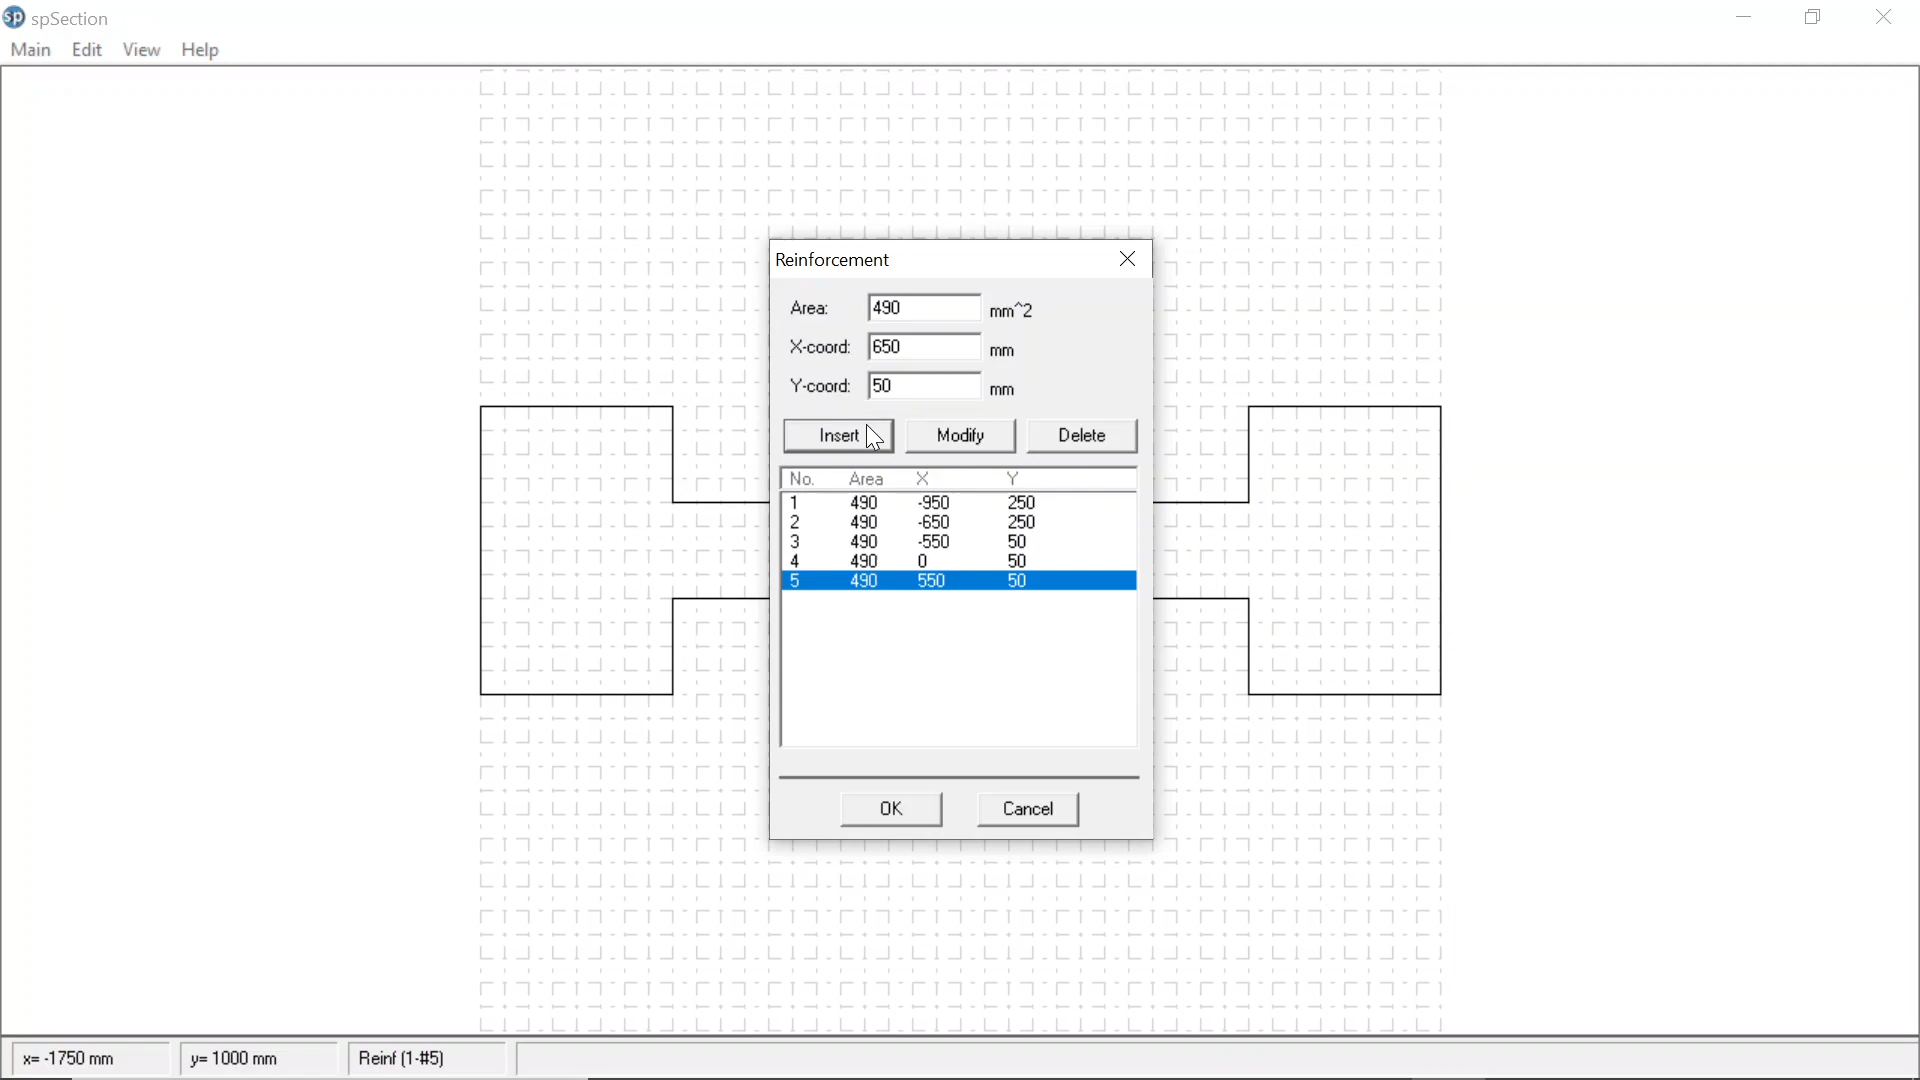 sp spSection
Main Edit View Help
Reinforcement
Area: 490 mm^2
X-coord: 650 mm
Y-coord: 50 mm
Insert Modify Delete
No. Area X Y
1 490 -950 250
2 490 -650 250
3 490 -550 50
4 490 0 50
5 490 550 50
OK Cancel
x= -1750 mm y= 1000 mm Reinf (1-#5)